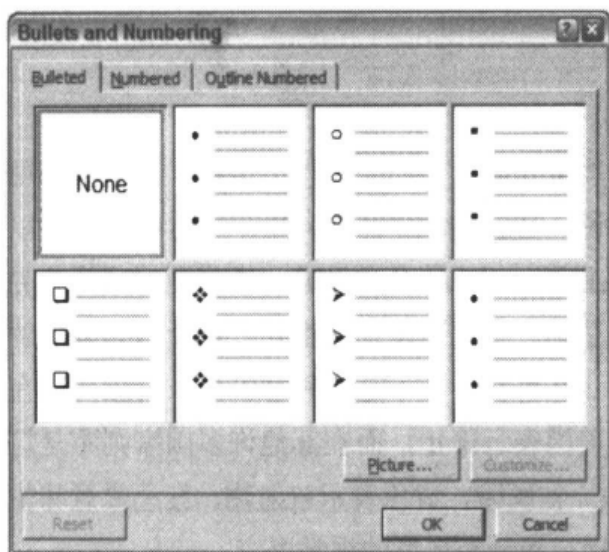 Bullets and Numbering
Bulleted Numbered Outline Numbered
None
Picture... Customize...
Reset OK Cancel